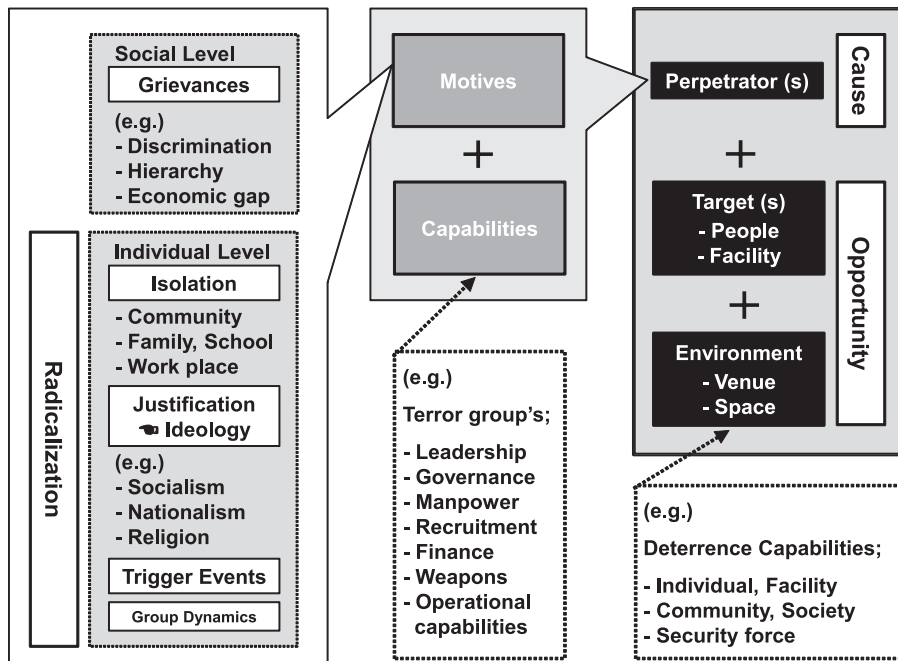 Social Level
Grievances
(e.g.)
- Discrimination
- Hierarchy
- Economic gap
Radicalization
Individual Level
Isolation
- Community
- Family, School
- Work place
Justification
☚ Ideology
(e.g.)
- Socialism
- Nationalism
- Religion
Trigger Events
Group Dynamics
Motives
+
Capabilities
(e.g.)
Terror group's;
- Leadership
- Governance
- Manpower
- Recruitment
- Finance
- Weapons
- Operational
capabilities
Perpetrator (s)
Cause
+
Target (s)
- People
- Facility
+
Environment
- Venue
- Space
Opportunity
(e.g.)
Deterrence Capabilities;
- Individual, Facility
- Community, Society
- Security force